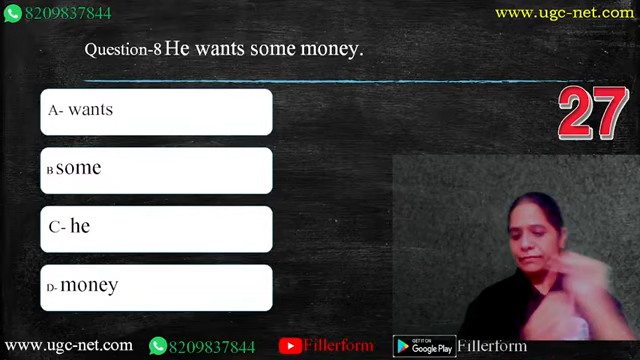 8209837844
www.ugc-net.com
Question-8 He wants some money.
27
A- wants
B some
C- he
D- money
www.ugc-net.com 8209837844 Fillerform GET IT ON Google Play Fillerform